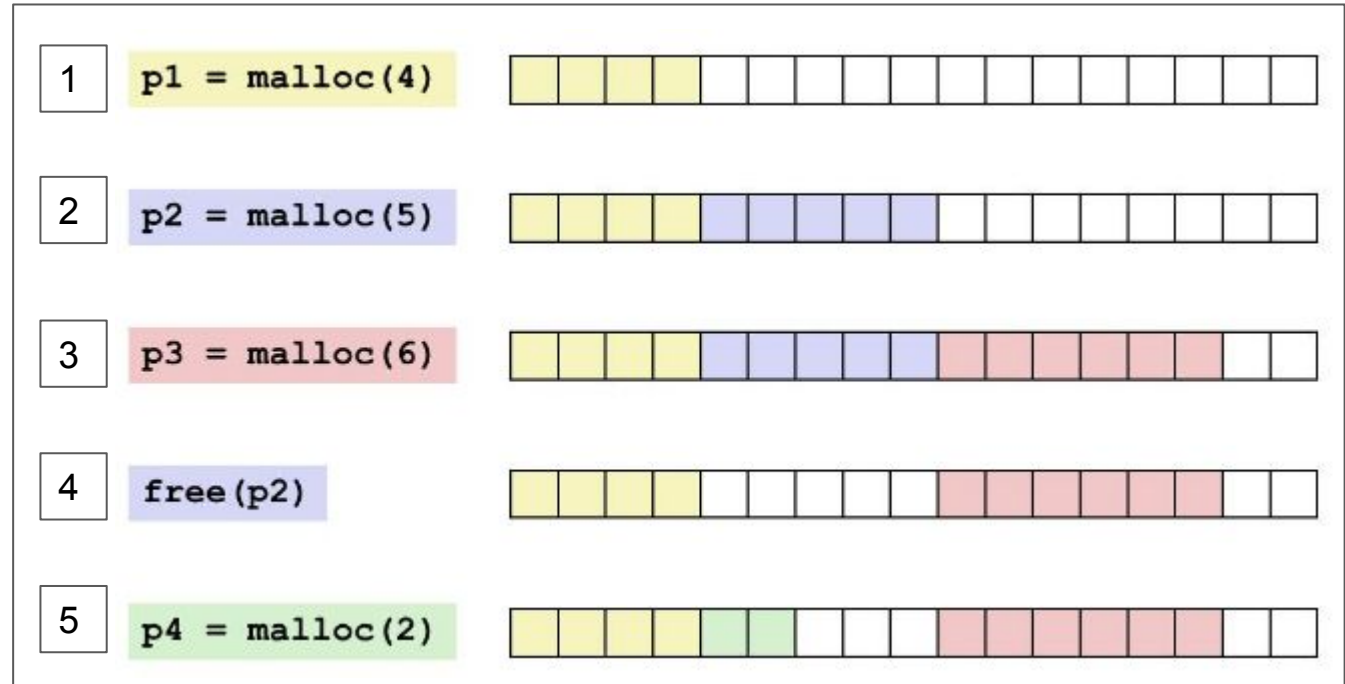 1 p1 = malloc(4)
2 p2 = malloc(5)
3 p3 = malloc(6)
4 free(p2)
5 p4 = malloc(2)